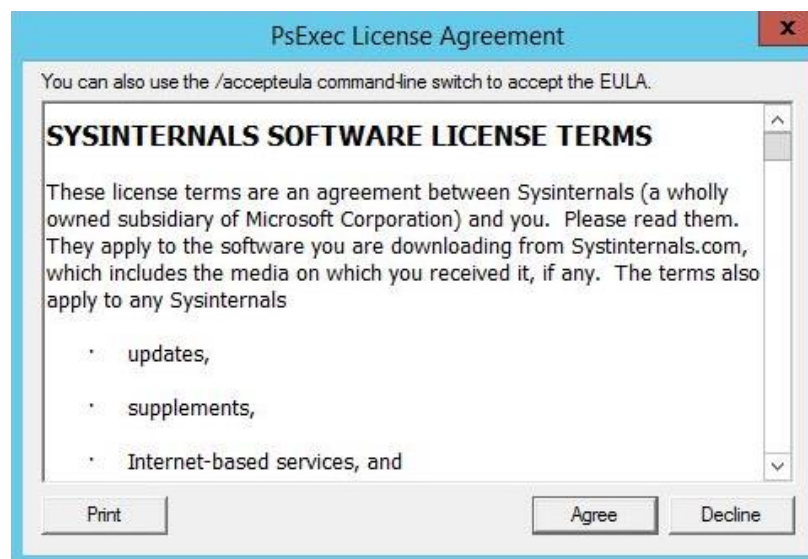 PsExec License Agreement
x
You can also use the /accepteula command-line switch to accept the EULA.
SYSINTERNALS SOFTWARE LICENSE TERMS
These license terms are an agreement between Sysinternals (a wholly
owned subsidiary of Microsoft Corporation) and you.  Please read them.
They apply to the software you are downloading from Systinternals.com,
which includes the media on which you received it, if any.  The terms also
apply to any Sysinternals
· updates,
· supplements,
· Internet-based services, and
Print Agree Decline